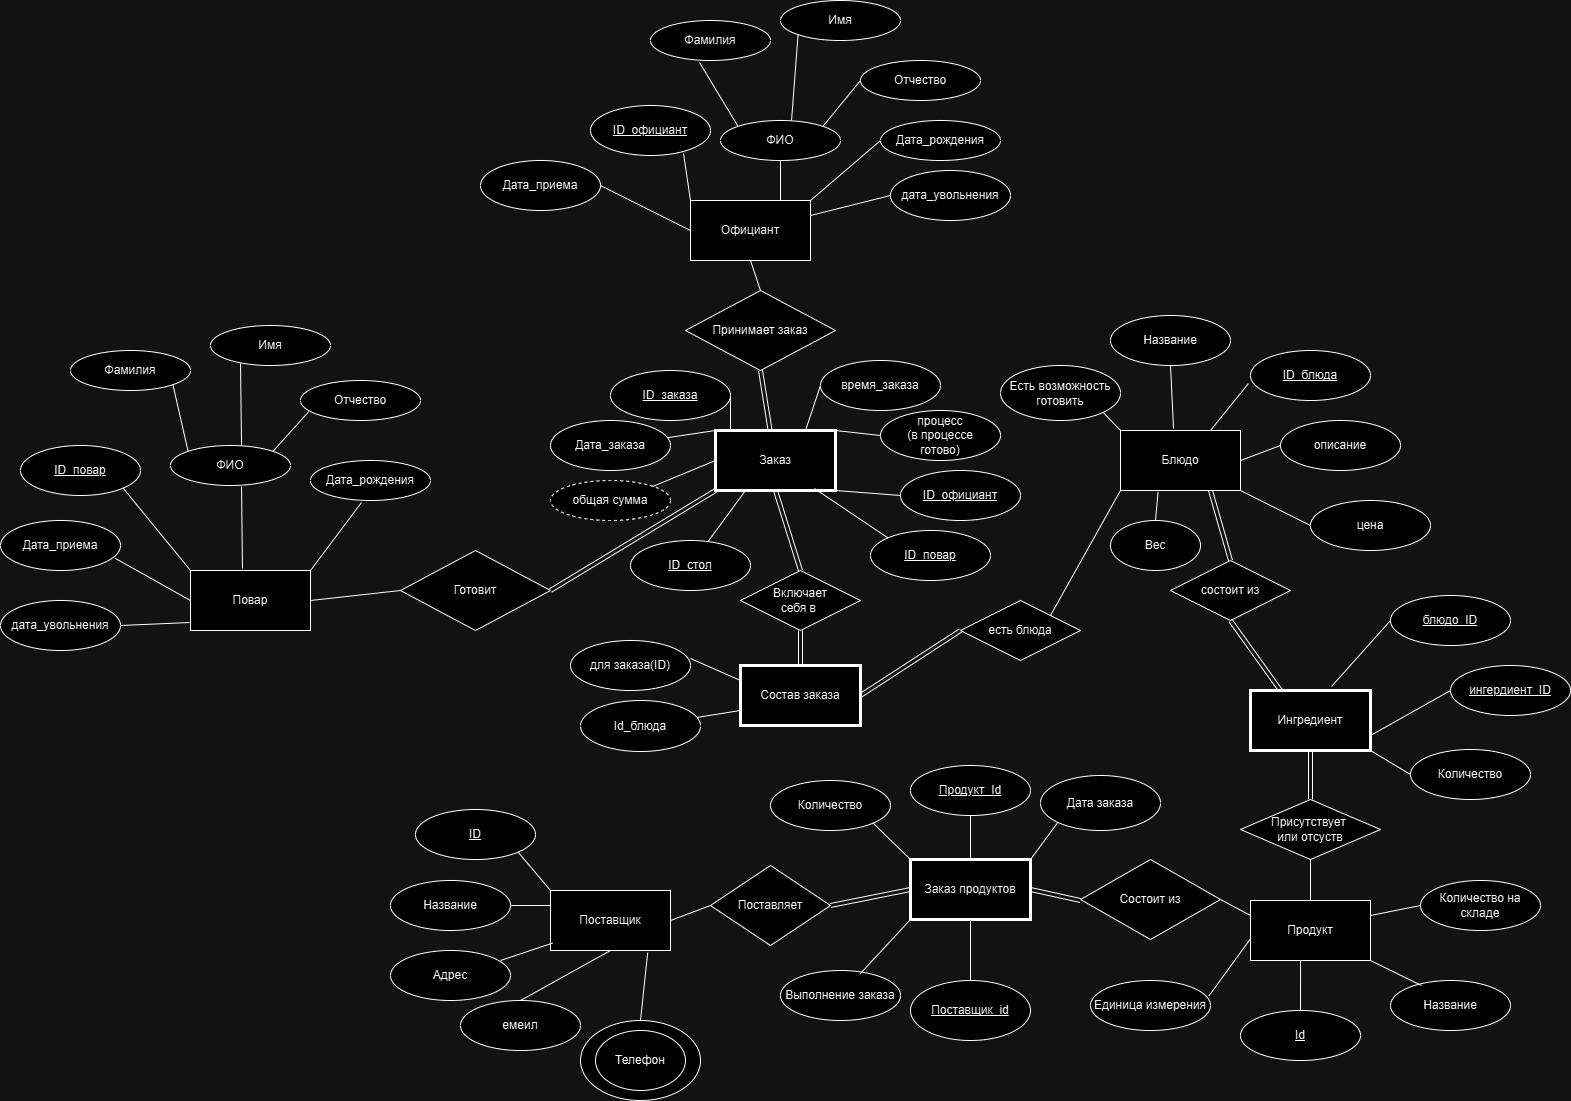 Имя
Фамилия
Отчество
ID_официант
ФИО
Дата_рождения
Дата_приема
дата_увольнения
Официант
Принимает заказ
Имя
Фамилия
Отчество
ID_повар
ФИО
Дата_рождения
Дата_приема
дата_увольнения
Повар
Готовит
ID_заказа
время_заказа
Дата_заказа
процесс
(в процессе
готово)
Заказ
общая сумма
ID_официант
ID_стол
ID_повар
Включает
себя в
для заказа(ID)
Состав заказа
Id_блюда
есть блюда
Название
Есть возможность
готовить
ID_блюда
описание
Блюдо
цена
Вес
состоит из
блюдо_ID
ингердиент_ID
Ингредиент
Количество
Присутствует
или отсуств
Количество
Продукт_Id
Дата заказа
ID
Название
Поставщик
Поставляет
Заказ продуктов
Состоит из
Продукт
Количество на
складе
Адрес
емеил
Телефон
Выполнение заказа
Поставщик_id
Единица измерения
Id
Название